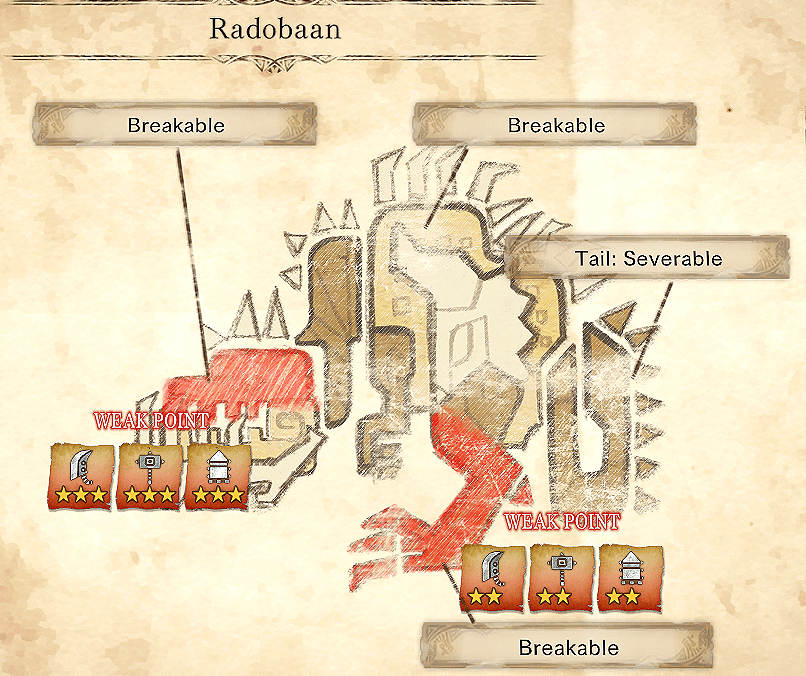 Radobaan
Breakable
Breakable
Tail: Severable
WEAK POINT
WEAK POINT
Breakable